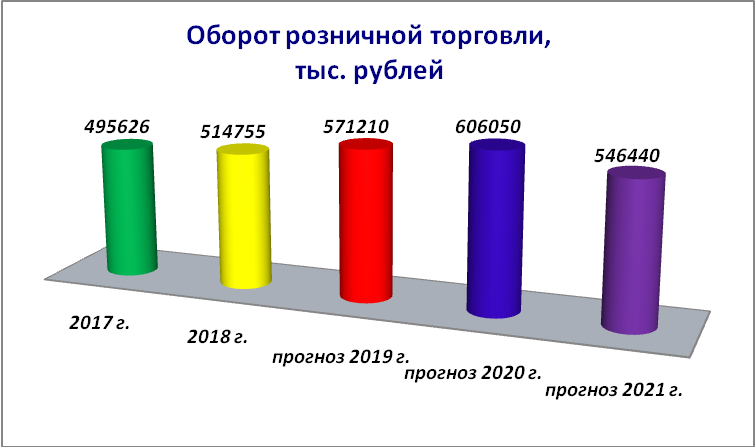 Оборот розничной торговли,
тыс. рублей
495626
514755
571210
606050
546440
2017 г.
2018 г.
прогноз 2019 г.
прогноз 2020 г.
прогноз 2021 г.